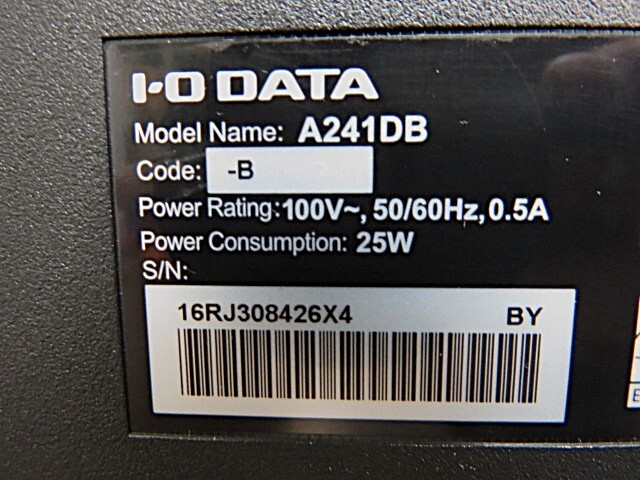 I-O DATA
Model Name: A241DB
Code: -B
Power Rating: 100V~, 50/60Hz, 0.5A
Power Consumption: 25W
S/N:
16RJ308426X4 BY